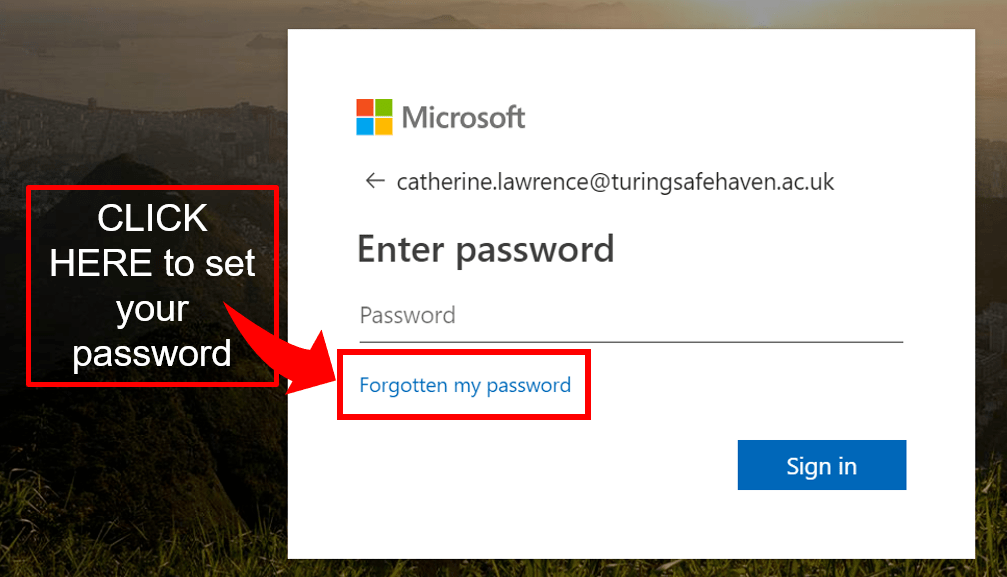 Microsoft
← catherine.lawrence@turingsafehaven.ac.uk
Enter password
Password
Forgotten my password
Sign in
CLICK
HERE to set
your
password